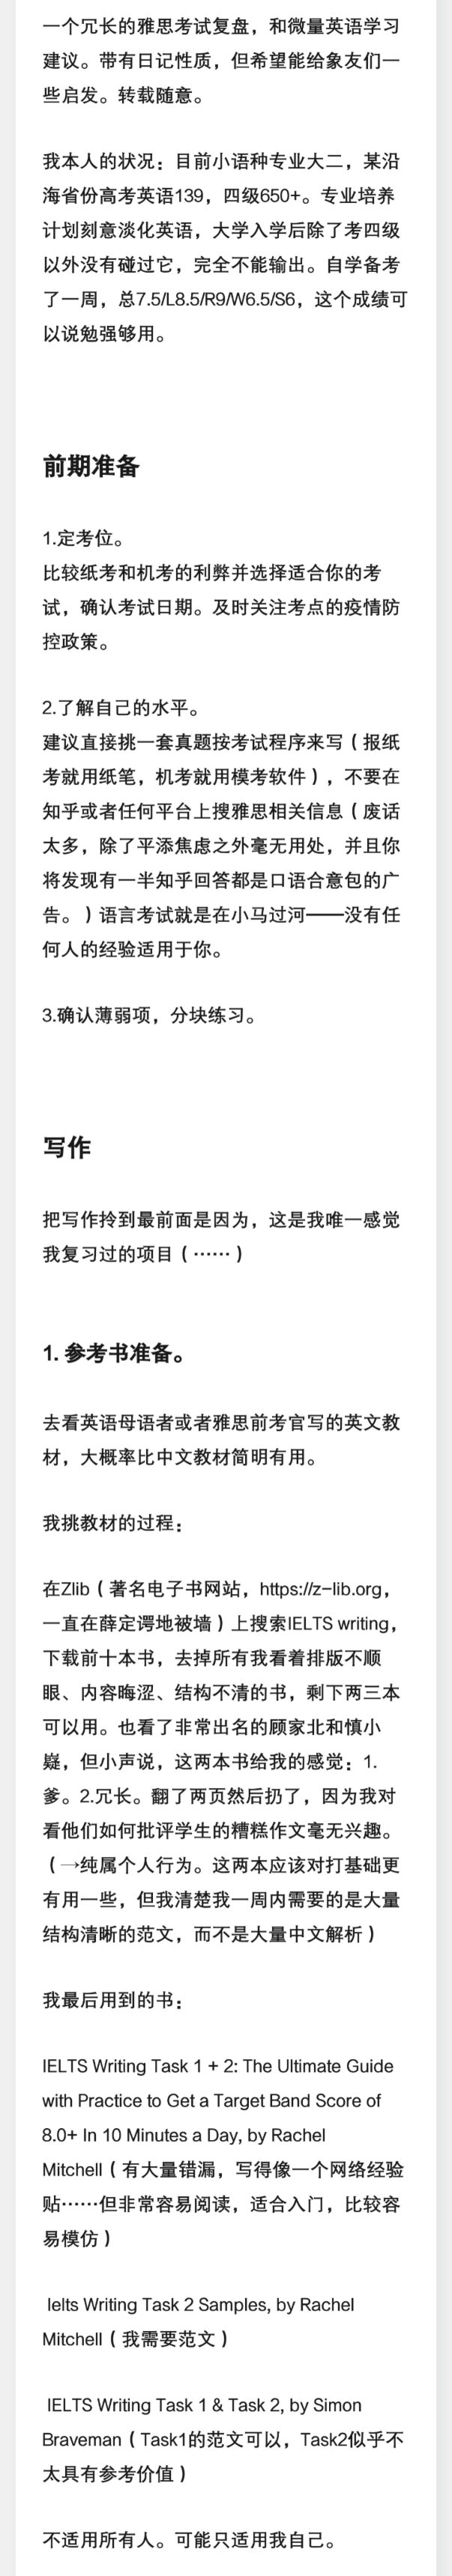 一个冗长的雅思考试复盘，和微量英语学习
建议。带有日记性质，但希望能给象友们一
些启发。转载随意。
我本人的状况：目前小语种专业大二，某沿
海省份高考英语139，四级650+。专业培养
计划刻意淡化英语，大学入学后除了考四级
以外没有碰过它，完全不能输出。自学备考
了一周，总7.5/L8.5/R9/W6.5/S6，这个成绩可
以说勉强够用。
前期准备
1.定考位。
比较纸考和机考的利弊并选择适合你的考
试，确认考试日期。及时关注考点的疫情防
控政策。
2.了解自己的水平。
建议直接挑一套真题按考试程序来写（报纸
考就用纸笔，机考就用模考软件），不要在
知乎或者任何平台上搜雅思相关信息（废话
太多，除了平添焦虑之外毫无用处，并且你
将发现有一半知乎回答都是口语合意包的广
告。）语言考试就是在小马过河——没有任
何人的经验适用于你。
3.确认薄弱项，分块练习。
写作
把写作拎到最前面是因为，这是我唯一感觉
我复习过的项目（……）
1. 参考书准备。
去看英语母语者或者雅思前考官写的英文教
材，大概率比中文教材简明有用。
我挑教材的过程：
在Zlib（著名电子书网站，https://z-lib.org，
一直在薛定谔地被墙）上搜索IELTS writing，
下载前十本书，去掉所有我看着排版不顺
眼、内容晦涩、结构不清的书，剩下两三本
可以用。也看了非常出名的顾家北和慎小
嶷，但小声说，这两本书给我的感觉：1.
爹。2.冗长。翻了两页然后扔了，因为我对
看他们如何批评学生的糟糕作文毫无兴趣。
（→纯属个人行为。这两本应该对打基础更
有用一些，但我清楚我一周内需要的是大量
结构清晰的范文，而不是大量中文解析）
我最后用到的书：
IELTS Writing Task 1 + 2: The Ultimate Guide
with Practice to Get a Target Band Score of
8.0+ In 10 Minutes a Day, by Rachel
Mitchell（有大量错漏，写得像一个网络经验
贴……但非常容易阅读，适合入门，比较容
易模仿）
Ielts Writing Task 2 Samples, by Rachel
Mitchell（我需要范文）
IELTS Writing Task 1 & Task 2, by Simon
Braveman（Task1的范文可以，Task2似乎不
太具有参考价值）
不适用所有人。可能只适用我自己。